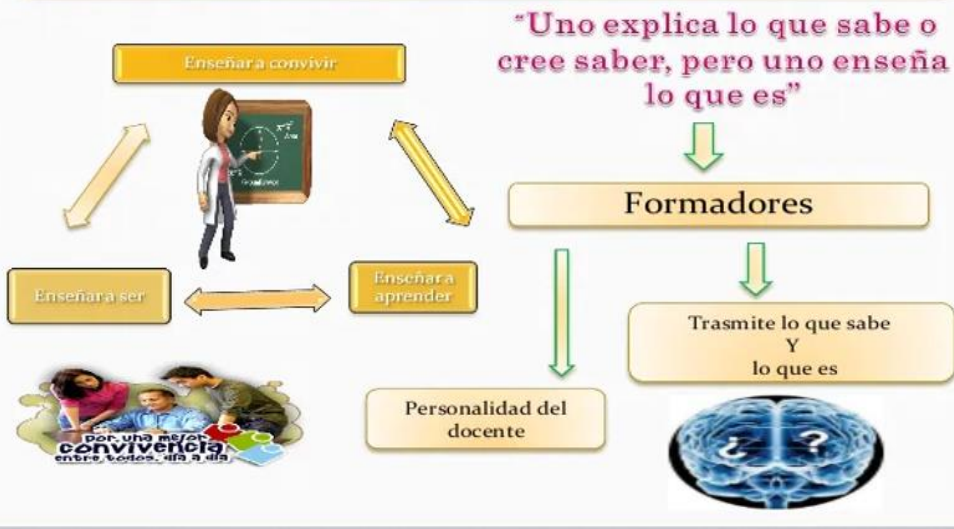 Enseñar a convivir
Enseñar a ser
Enseñar a
aprender
por una mejor
convivencia
entre todos, día a día
“Uno explica lo que sabe o
cree saber, pero uno enseña
lo que es”
Formadores
Personalidad del
docente
Trasmite lo que sabe
Y
lo que es
¿ ?